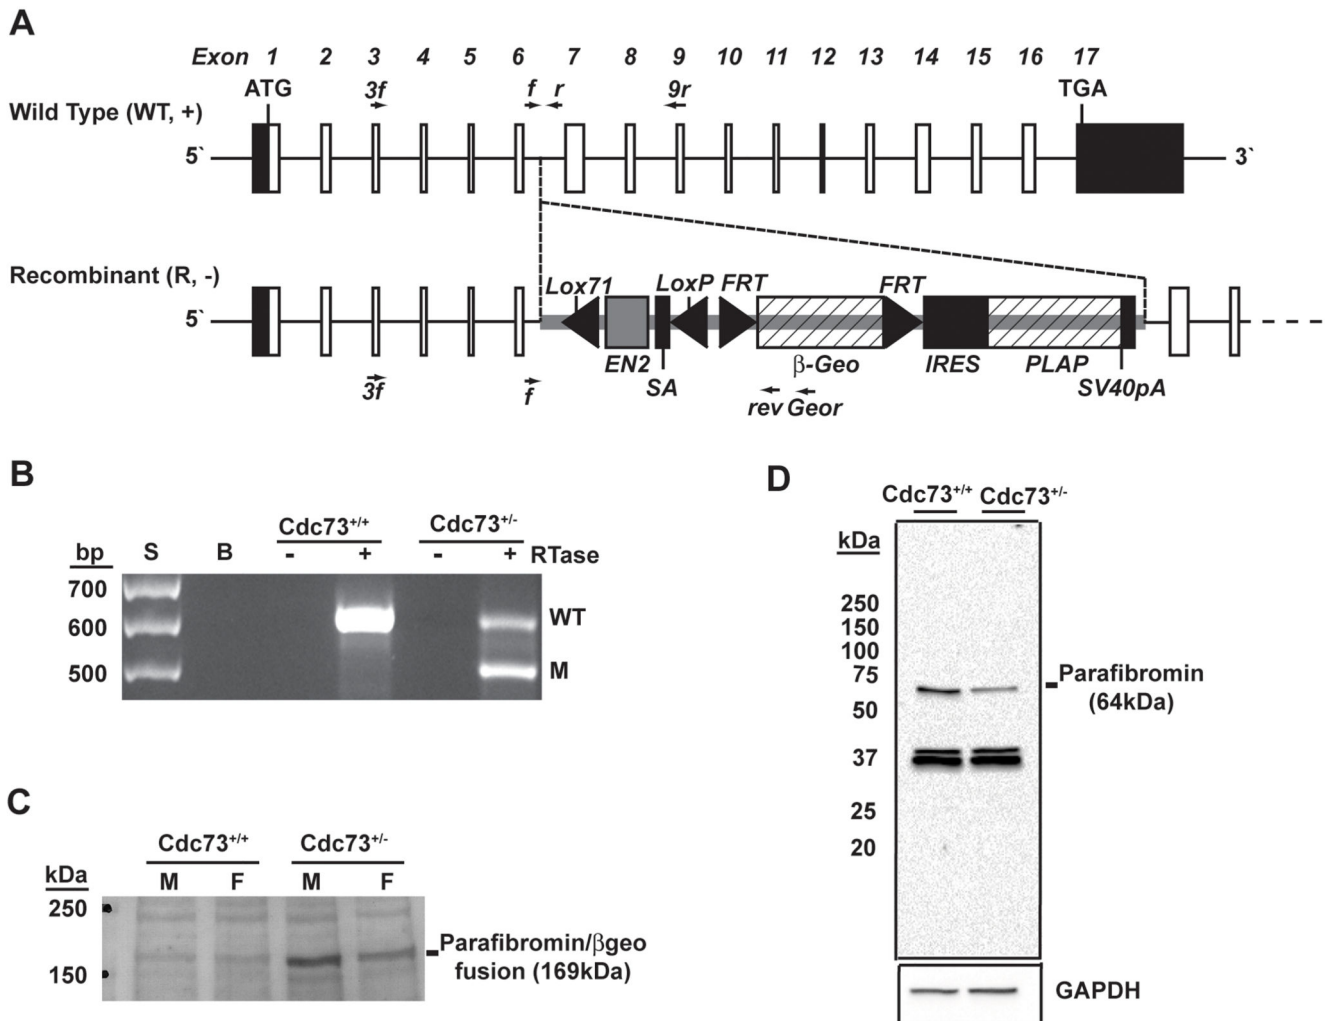 A
Exon 1 2 3 4 5 6 7 8 9 10 11 12 13 14 15 16 17
ATG 3f f r 9r TGA
Wild Type (WT, +)
5` 3`
Recombinant (R, -)
Lox71 LoxP FRT FRT
5`
EN2 SA β-Geo IRES PLAP SV40pA
3f f rev Geor
B
Cdc73+/+ Cdc73+/-
bp S B - + - + RTase
700
600 WT
500 M
C
Cdc73+/+ Cdc73+/-
kDa M F M F
250
Parafibromin/βgeo
fusion (169kDa)
150
D
Cdc73+/+ Cdc73+/-
kDa
250
150
100
75
Parafibromin
(64kDa)
50
37
25
20
GAPDH